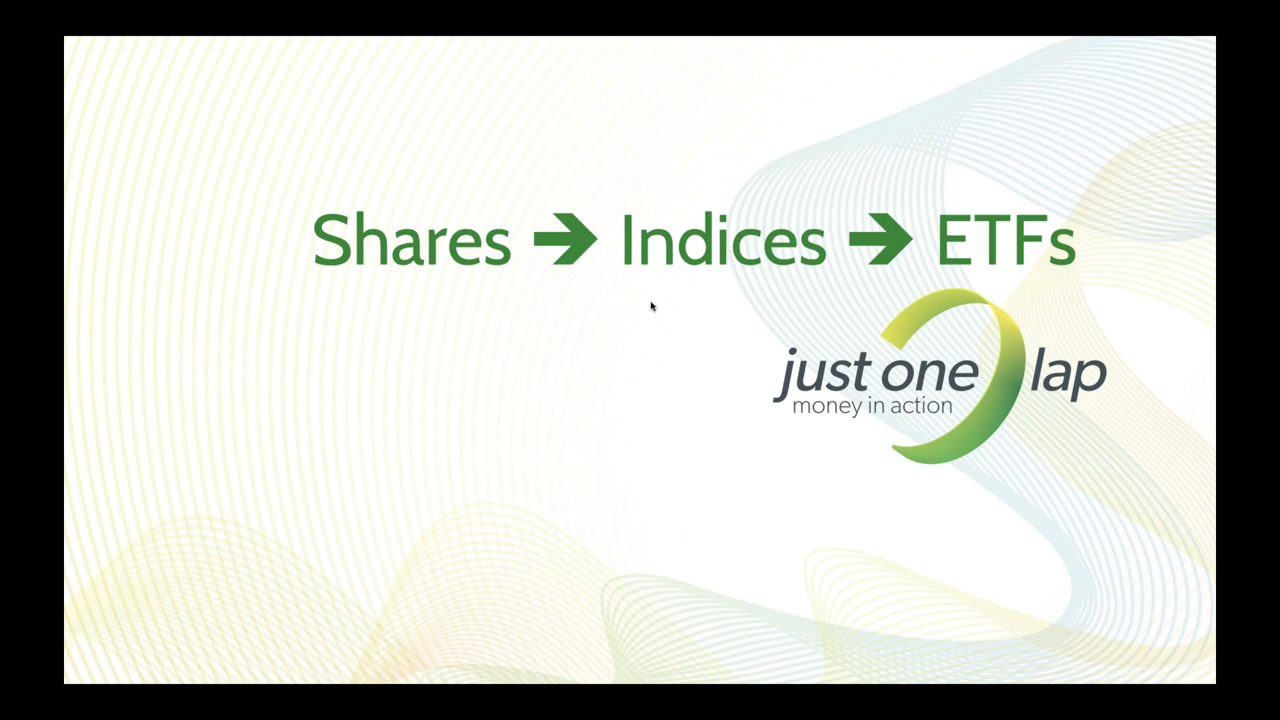 Shares → Indices → ETFs
just one lap
money in action